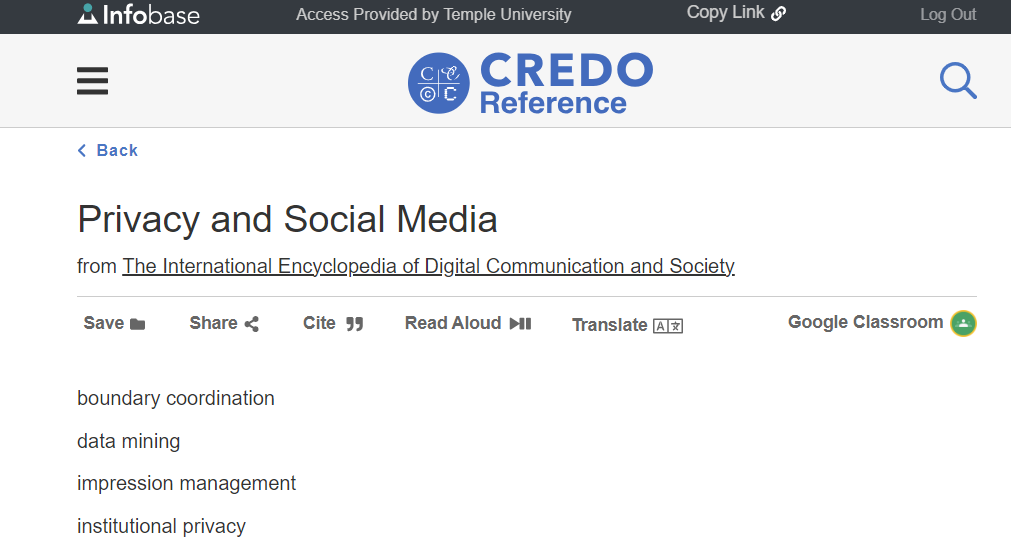 Infobase Access Provided by Temple University Copy Link Log Out
CREDO
Reference
Back
Privacy and Social Media
from The International Encyclopedia of Digital Communication and Society
Save Share Cite Read Aloud Translate Google Classroom
boundary coordination
data mining
impression management
institutional privacy